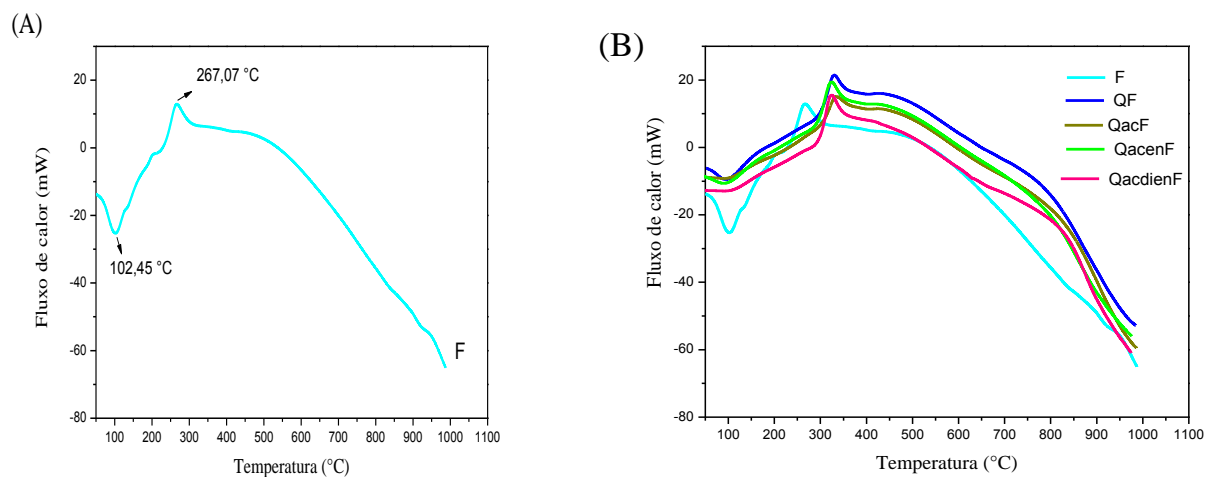 (A)
267,07 °C
102,45 °C
F
Fluxo de calor (mW)
20
0
-20
-40
-60
-80
100 200 300 400 500 600 700 800 900 1000 1100
Temperatura (°C)
(B)
F
QF
QacF
QacenF
QacdienF
Fluxo de calor (mW)
20
0
-20
-40
-60
-80
100 200 300 400 500 600 700 800 900 1000 1100
Temperatura (°C)